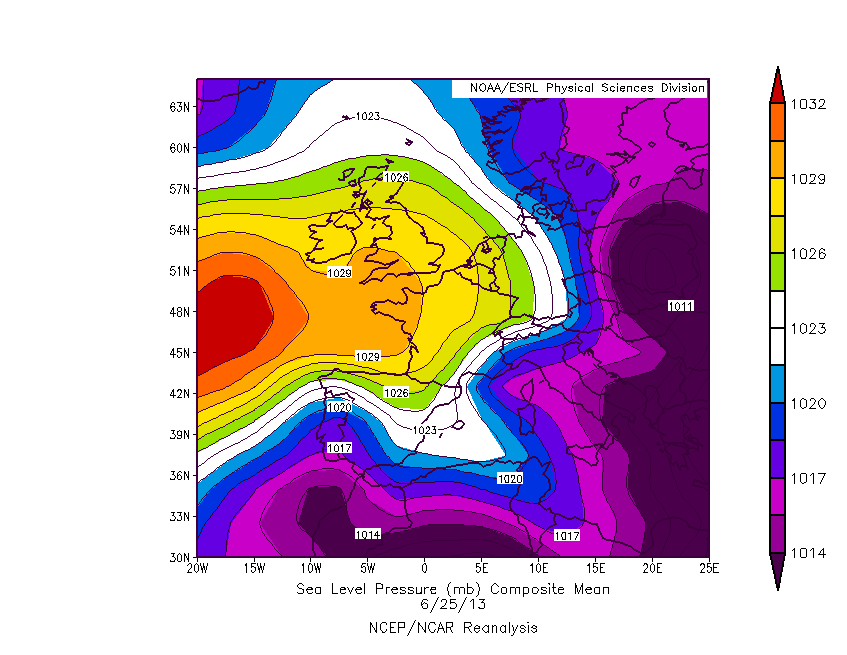 NOAA/ESRL Physical Sciences Division
63N
60N
57N
54N
51N
48N
45N
42N
39N
36N
33N
30N
1023
1026
1029
1011
1029
1026
1020
1023
1017
1020
1014
1017
20W 15W 10W 5W 0 5E 10E 15E 20E 25E
1032
1029
1026
1023
1020
1017
1014
Sea Level Pressure (mb) Composite Mean
6/25/13
NCEP/NCAR Reanalysis